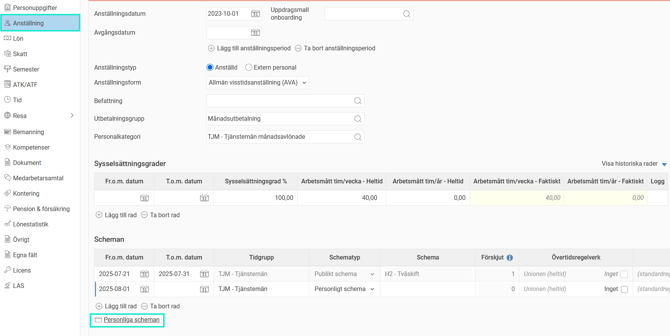 Personuppgifter
Anställning
Lön
Skatt
Semester
ATK/ATF
Tid
Resa
Bemanning
Kompetenser
Dokument
Medarbetarsamtal
Kontering
Pension & försäkring
Lönestatistik
Övrigt
Egna fält
Licens
LAS
Anställningsdatum 2023-10-01 Uppdragsmall
onboarding
Avgångsdatum
Lägg till anställningsperiod Ta bort anställningsperiod
Anställningstyp Anställd Extern personal
Anställningsform Allmän visstidsanställning (AVA)
Befattning
Utbetalningsgrupp Månadsutbetalning
Personalkategori TJM - Tjänstemän månadsavlönade
Sysselsättningsgrader Visa historiska rader
Fr.o.m. datum T.o.m. datum Sysselsättningsgrad % Arbetsmått tim/vecka - Heltid Arbetsmått tim/år - Heltid Arbetsmått tim/vecka - Faktiskt Arbetsmått tim/år - Faktiskt Logg
100,00 40,00 0,00 40,00 0,00
Lägg till rad Ta bort rad
Scheman
Fr.o.m. datum T.o.m. datum Tidgrupp Schematyp Schema Förskjut Övertidsregelverk
2025-07-21 2025-07-31 TJM - Tjänstemän Publikt schema H2 - Tvåskift 1 Unionen (heltid) Inget (standardreg
2025-08-01 TJM - Tjänstemän Personligt schema 0 Unionen (heltid) Inget (standardreg
Lägg till rad Ta bort rad
Personliga scheman